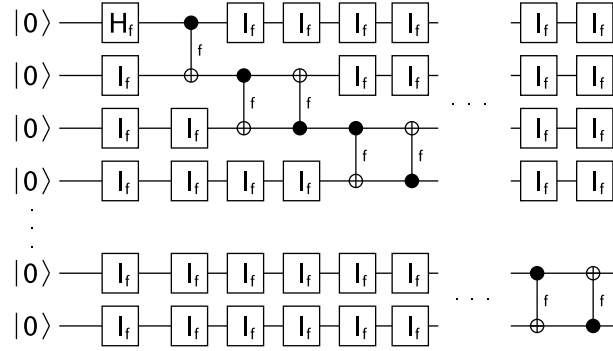 |0⟩ H_f I_f I_f I_f I_f I_f I_f
f
|0⟩ I_f I_f I_f I_f I_f
f f . . .
|0⟩ I_f I_f I_f I_f
f f
|0⟩ I_f I_f I_f I_f I_f I_f
. . .
|0⟩ I_f I_f I_f I_f I_f I_f
. . . f f
|0⟩ I_f I_f I_f I_f I_f I_f